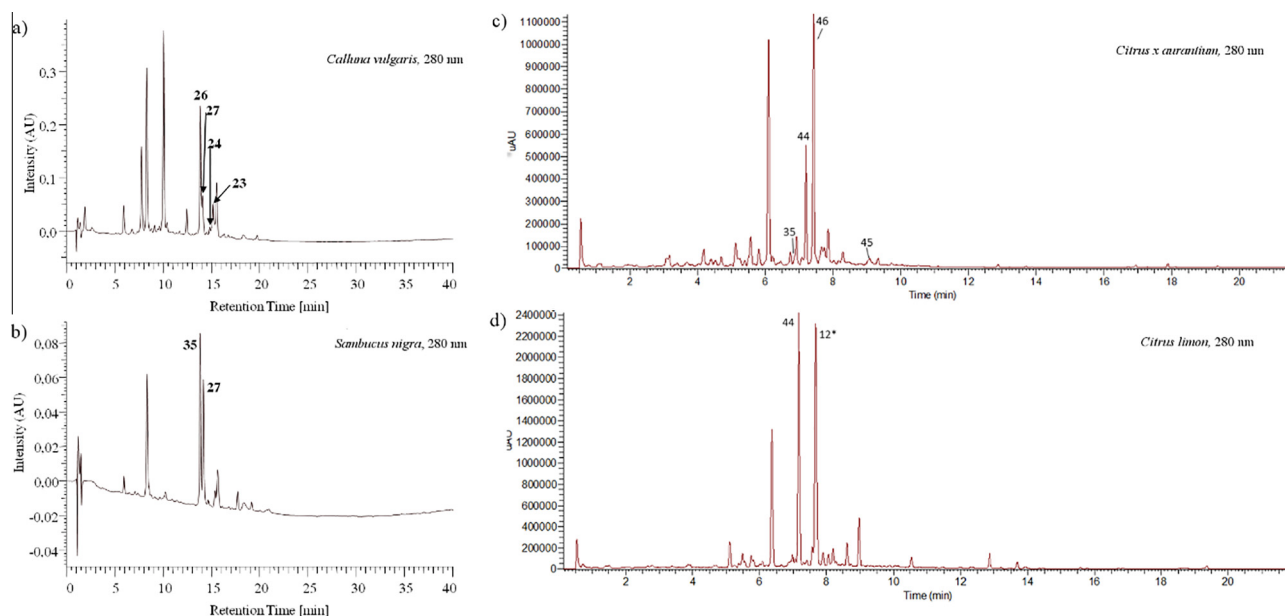 a)
Calluna vulgaris, 280 nm
Intensity (AU)
0.3
0.2
0.1
0.0
26
27
24
23
0 5 10 15 20 25 30 35 40
Retention Time [min]
b)
Sambucus nigra, 280 nm
Intensity (AU)
0.08
0.06
0.04
0.02
0.00
-0.02
-0.04
35
27
0 5 10 15 20 25 30 35 40
Retention Time [min]
c)
Citrus x aurantium, 280 nm
uAU
1100000
1000000
900000
800000
700000
600000
500000
400000
300000
200000
100000
0
46
44
35
45
2 4 6 8 10 12 14 16 18 20
Time (min)
d)
Citrus limon, 280 nm
uAU
2400000
2200000
2000000
1800000
1600000
1400000
1200000
1000000
800000
600000
400000
200000
0
44
12*
2 4 6 8 10 12 14 16 18 20
Time (min)